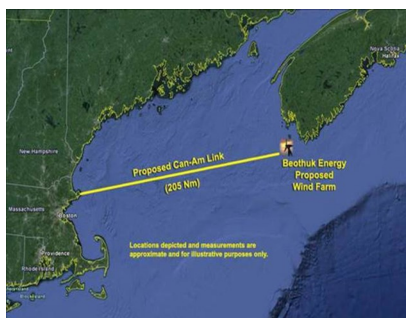 Nova Scotia
Halifax
New Hampshire
Proposed Can-Am Link
(205 Nm)
Beothuk Energy
Proposed
Wind Farm
Massachusetts
Boston
Locations depicted and measurements are
approximate and for illustrative purposes only.
Providence
Rhode Island